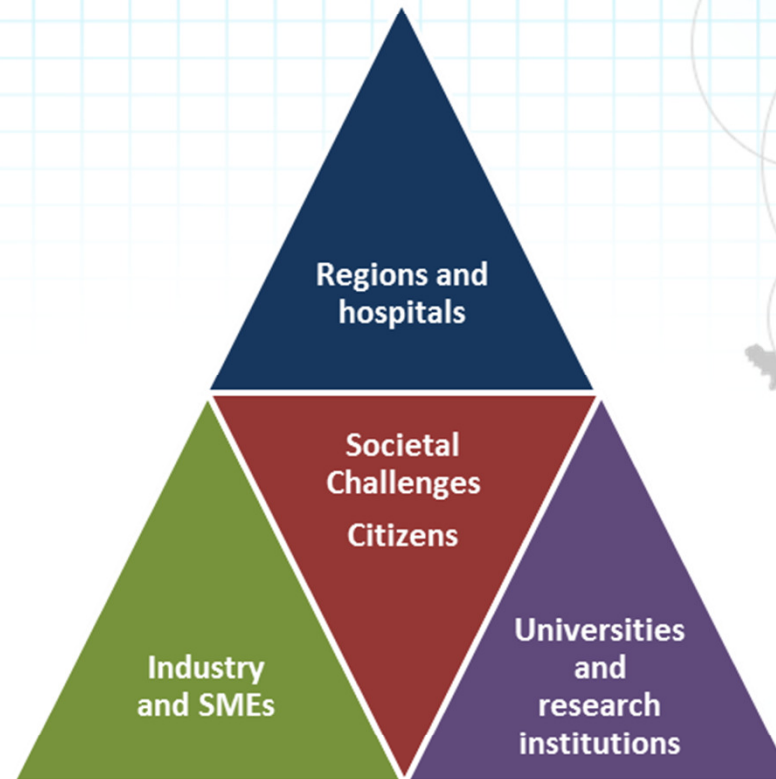 Regions and
hospitals
Societal
Challenges
Citizens
Industry
and SMEs
Universities
and
research
institutions